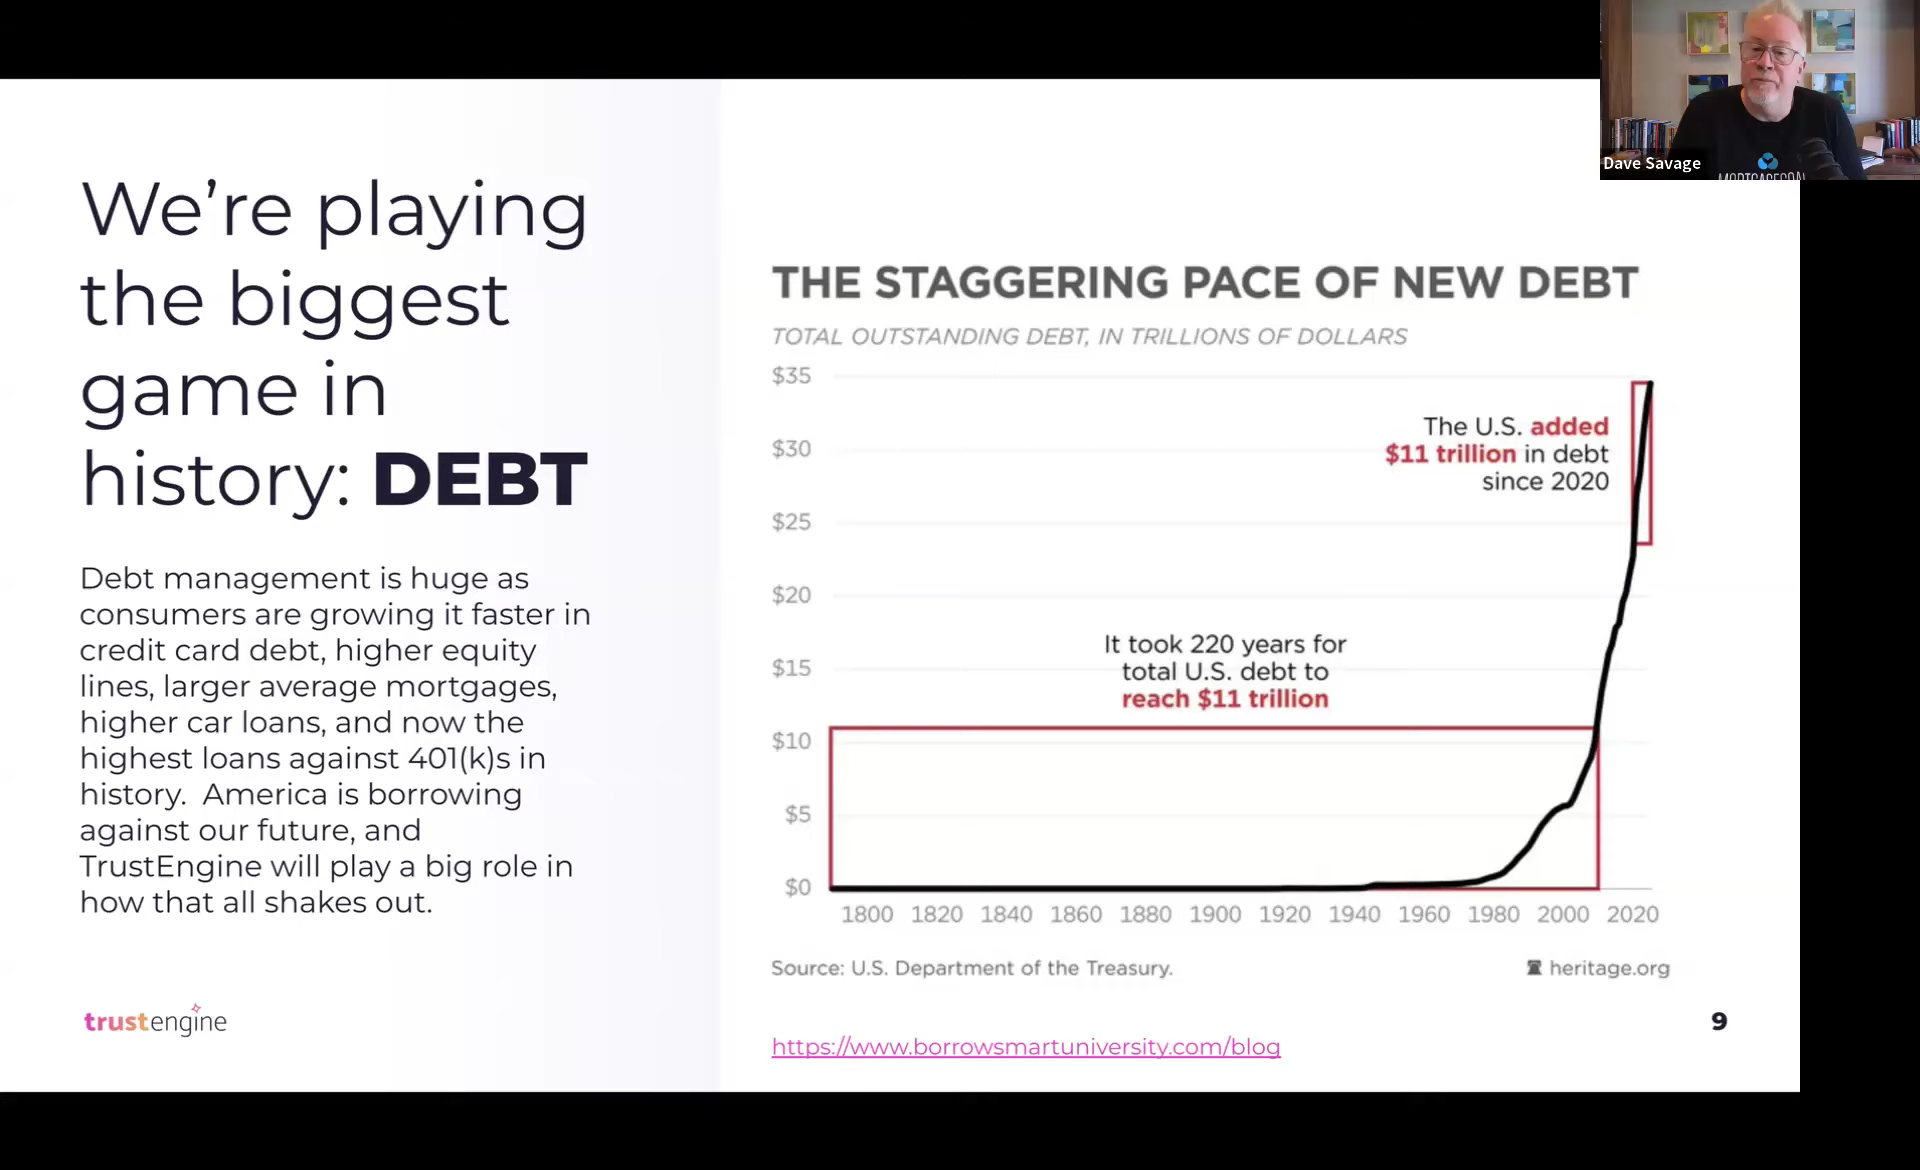 We're playing
the biggest
game in
history: DEBT
Debt management is huge as
consumers are growing it faster in
credit card debt, higher equity
lines, larger average mortgages,
higher car loans, and now the
highest loans against 401(k)s in
history.  America is borrowing
against our future, and
TrustEngine will play a big role in
how that all shakes out.
trustengine
THE STAGGERING PACE OF NEW DEBT
TOTAL OUTSTANDING DEBT, IN TRILLIONS OF DOLLARS
$35
$30
$25
$20
$15
$10
$5
$0
The U.S. added
$11 trillion in debt
since 2020
It took 220 years for
total U.S. debt to
reach $11 trillion
1800 1820 1840 1860 1880 1900 1920 1940 1960 1980 2000 2020
Source: U.S. Department of the Treasury.
heritage.org
https://www.borrowsmartuniversity.com/blog
9
Dave Savage